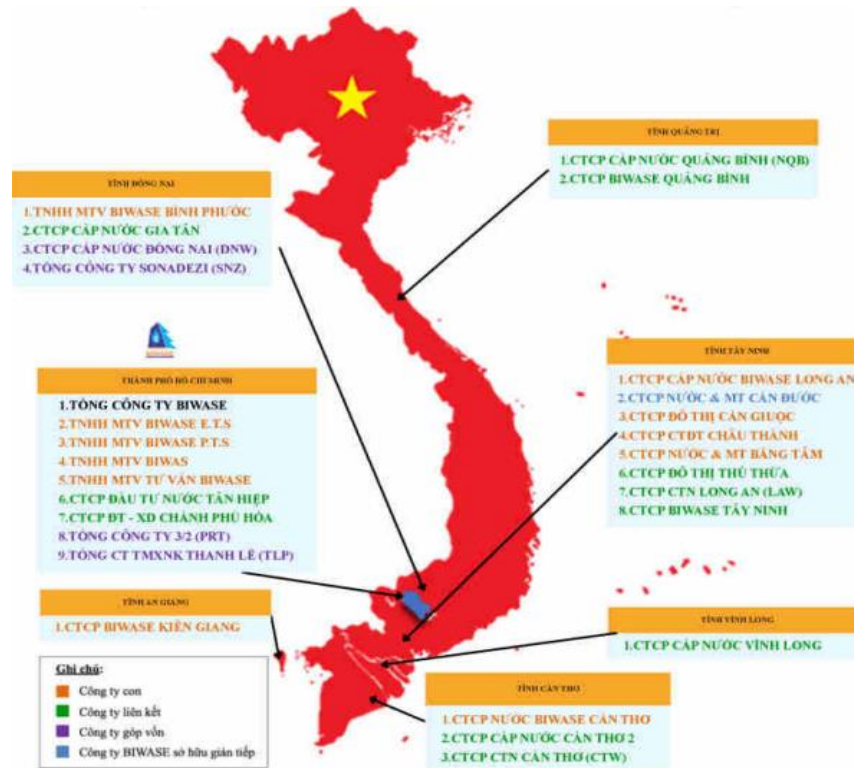 TỈNH QUẢNG TRỊ
1.CTCP CẤP NƯỚC QUẢNG BÌNH (NQB)
2.CTCP BIWASE QUẢNG BÌNH
TỈNH ĐỒNG NAI
1.TNHH MTV BIWASE BÌNH PHƯỚC
2.CTCP CẤP NƯỚC GIA TÂN
3.CTCP CẤP NƯỚC ĐỒNG NAI (DNW)
4.TỔNG CÔNG TY SONADEZI (SNZ)
THÀNH PHỐ HỒ CHÍ MINH
1.TỔNG CÔNG TY BIWASE
2.TNHH MTV BIWASE E.T.S
3.TNHH MTV BIWASE P.T.S
4.TNHH MTV BIWAS
5.TNHH MTV TƯ VẤN BIWASE
6.CTCP ĐẦU TƯ NƯỚC TÂN HIỆP
7.CTCP ĐT - XD CHÁNH PHÚ HÒA
8.TỔNG CÔNG TY 3/2 (PRT)
9.TỔNG CT TMXNK THANH LỄ (TLP)
TỈNH TÂY NINH
1.CTCP CẤP NƯỚC BIWASE LONG AN
2.CTCP NƯỚC & MT CẦN ĐƯỚC
3.CTCP ĐÔ THỊ CẦN GIUỘC
4.CTCP CTĐT CHÂU THÀNH
5.CTCP NƯỚC & MT BẰNG TÂM
6.CTCP ĐÔ THỊ THỦ THỪA
7.CTCP CTN LONG AN (LAW)
8.CTCP BIWASE TÂY NINH
TỈNH AN GIANG
1.CTCP BIWASE KIÊN GIANG
TỈNH VĨNH LONG
1.CTCP CẤP NƯỚC VĨNH LONG
TỈNH CẦN THƠ
1.CTCP NƯỚC BIWASE CẦN THƠ
2.CTCP CẤP NƯỚC CẦN THƠ 2
3.CTCP CTN CẦN THƠ (CTW)
Ghi chú:
Công ty con
Công ty liên kết
Công ty góp vốn
Công ty BIWASE sở hữu gián tiếp